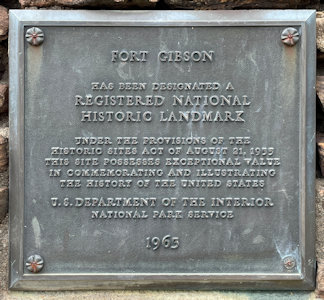 FORT GIBSON
HAS BEEN DESIGNATED A
REGISTERED NATIONAL
HISTORIC LANDMARK
UNDER THE PROVISIONS OF THE
HISTORIC SITES ACT OF AUGUST 21, 1935
THIS SITE POSSESSES EXCEPTIONAL VALUE
IN COMMEMORATING AND ILLUSTRATING
THE HISTORY OF THE UNITED STATES
U.S. DEPARTMENT OF THE INTERIOR
NATIONAL PARK SERVICE
1963